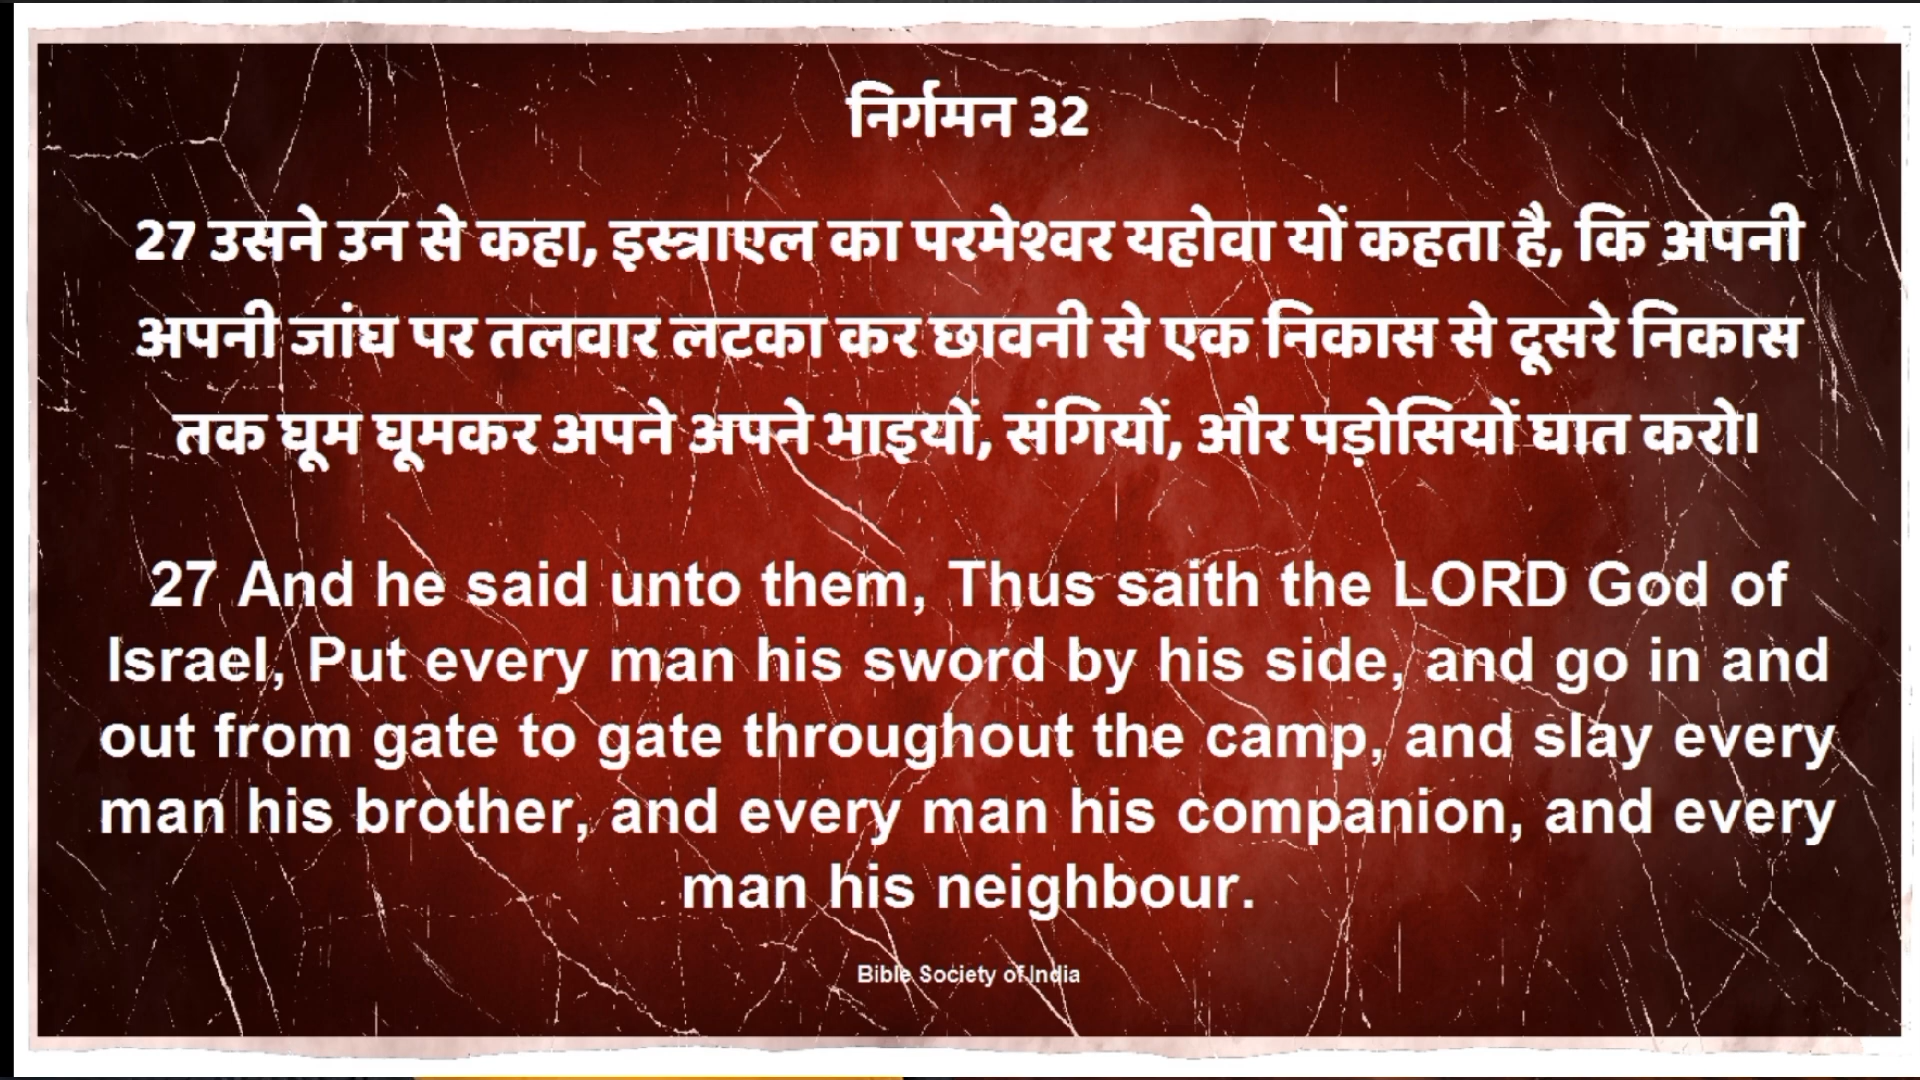 निर्गमन 32
27 उसने उन से कहा, इस्त्राएल का परमेश्वर यहोवा यों कहता है, कि अपनी
अपनी जांघ पर तलवार लटका कर छावनी से एक निकास से दूसरे निकास
तक घूम घूमकर अपने अपने भाइयों, संगियों, और पड़ोसियों घात करो।
27 And he said unto them, Thus saith the LORD God of
Israel, Put every man his sword by his side, and go in and
out from gate to gate throughout the camp, and slay every
man his brother, and every man his companion, and every
man his neighbour.
Bible Society of India